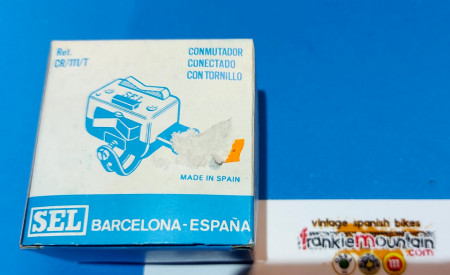 Ref.
CR/111/T
CONMUTADOR
CONECTADO
CON TORNILLO
SEL
MADE IN SPAIN
SEL BARCELONA-ESPAÑA
vintage spanish bikes
frankiemountain
.com